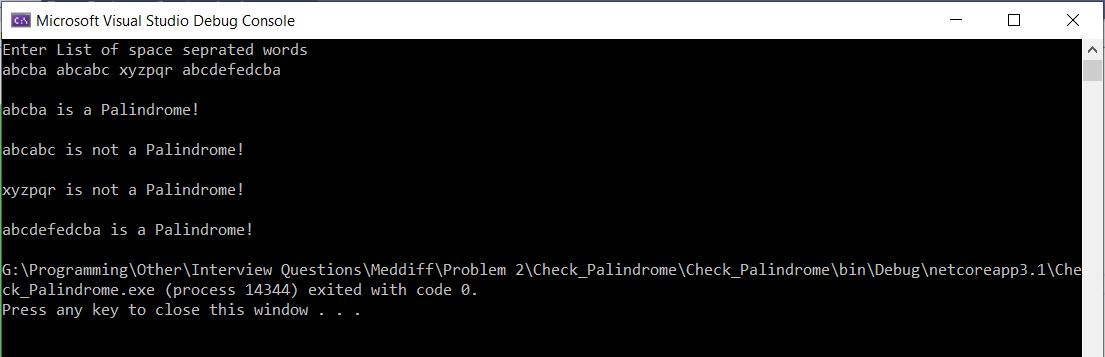 Microsoft Visual Studio Debug Console
Enter List of space seprated words
abcba abcabc xyzpqr abcdefedcba
abcba is a Palindrome!
abcabc is not a Palindrome!
xyzpqr is not a Palindrome!
abcdefedcba is a Palindrome!
G:\Programming\Other\Interview Questions\Meddiff\Problem 2\Check_Palindrome\Check_Palindrome\bin\Debug\netcoreapp3.1\Che
ck_Palindrome.exe (process 14344) exited with code 0.
Press any key to close this window . . .